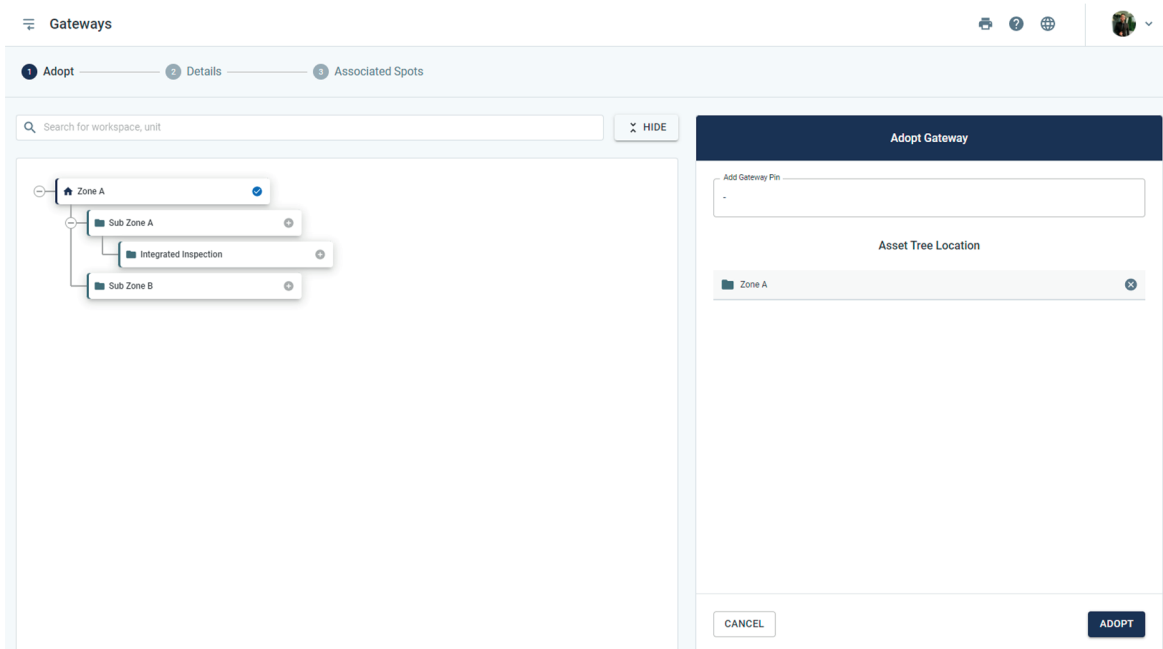 Gateways
1 Adopt
2 Details
3 Associated Spots
Search for workspace, unit
HIDE
Zone A
Sub Zone A
Integrated Inspection
Sub Zone B
Adopt Gateway
Add Gateway Pin
-
Asset Tree Location
Zone A
CANCEL
ADOPT